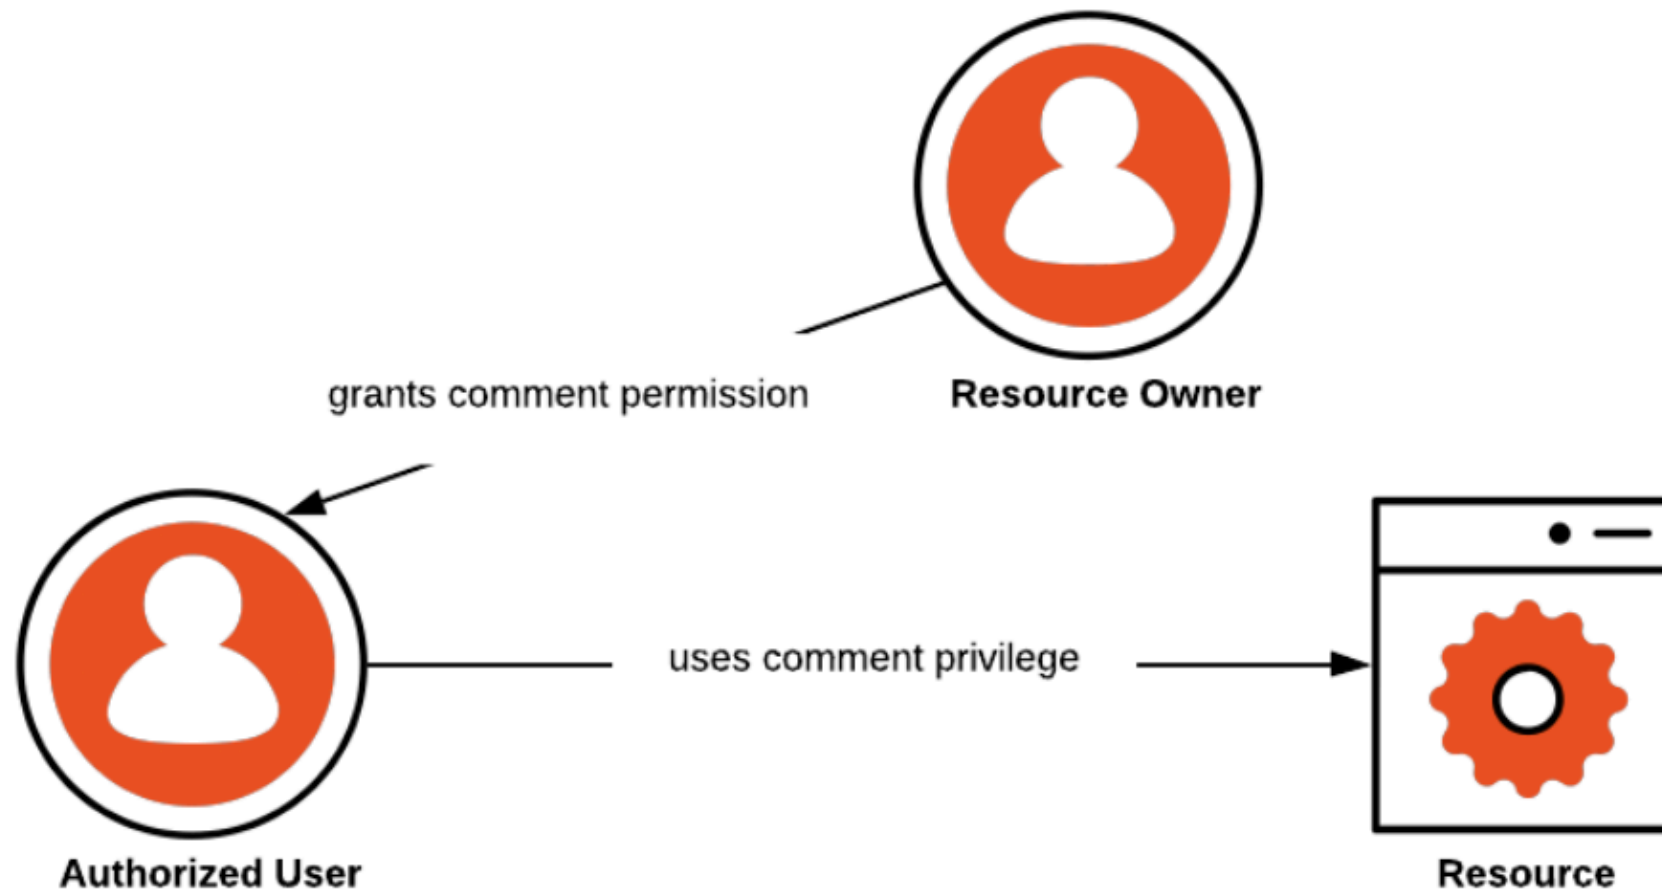 grants comment permission
Resource Owner
uses comment privilege
Authorized User
Resource